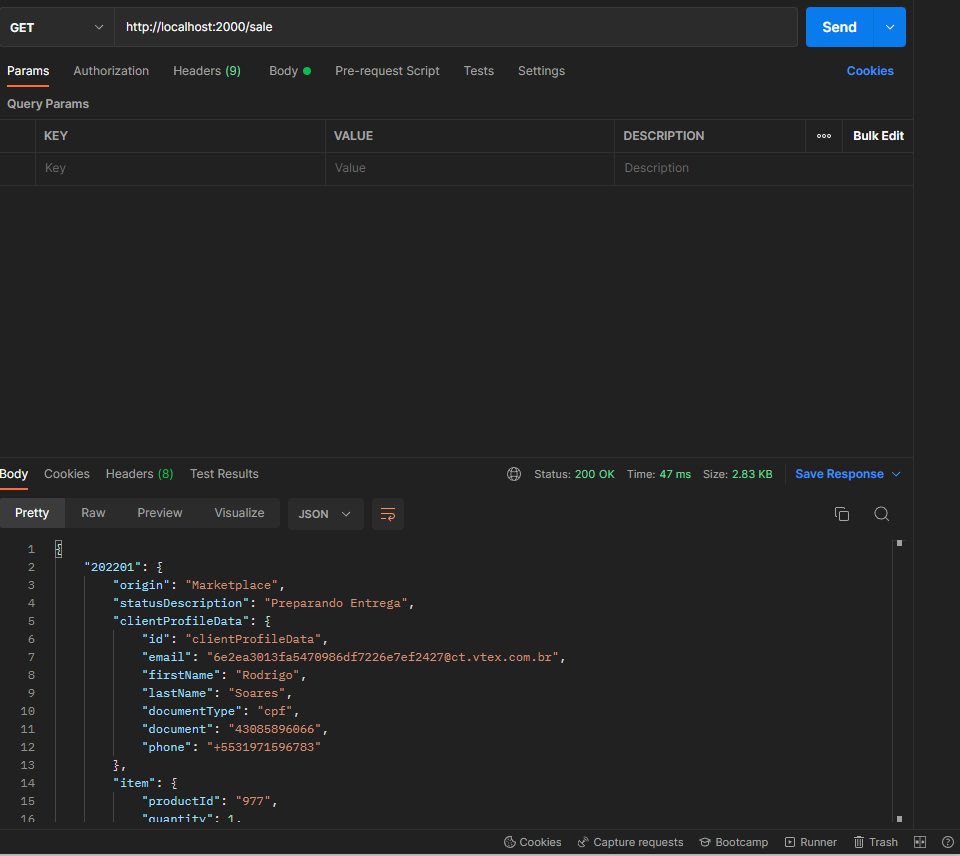 GET http://localhost:2000/sale Send
Params Authorization Headers (9) Body Pre-request Script Tests Settings Cookies
Query Params
KEY VALUE DESCRIPTION Bulk Edit
Key Value Description
Body Cookies Headers (8) Test Results Status: 200 OK Time: 47 ms Size: 2.83 KB Save Response
Pretty Raw Preview Visualize JSON
1 {
2 "202201": {
3 "origin": "Marketplace",
4 "statusDescription": "Preparando Entrega",
5 "clientProfileData": {
6 "id": "clientProfileData",
7 "email": "6e2ea3013fa5470986df7226e7ef2427@ct.vtex.com.br",
8 "firstName": "Rodrigo",
9 "lastName": "Soares",
10 "documentType": "cpf",
11 "document": "43085896066",
12 "phone": "+5531971596783"
13 },
14 "item": {
15 "productId": "977",
16 "quantity": 1,
Cookies Capture requests Bootcamp Runner Trash